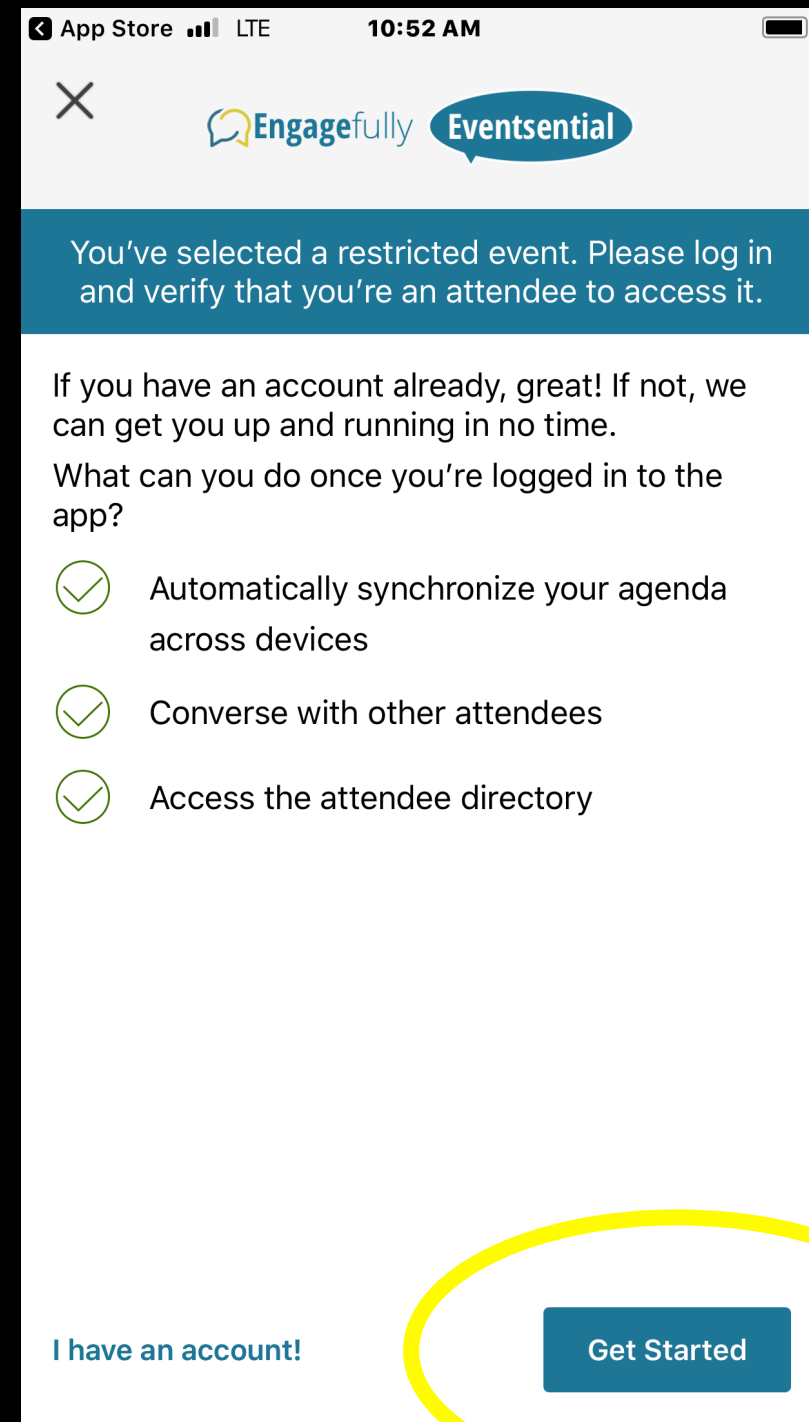 App Store LTE 10:52 AM
Engagefully Eventsential
You’ve selected a restricted event. Please log in
and verify that you’re an attendee to access it.
If you have an account already, great! If not, we
can get you up and running in no time.
What can you do once you’re logged in to the
app?
Automatically synchronize your agenda
across devices
Converse with other attendees
Access the attendee directory
I have an account! Get Started